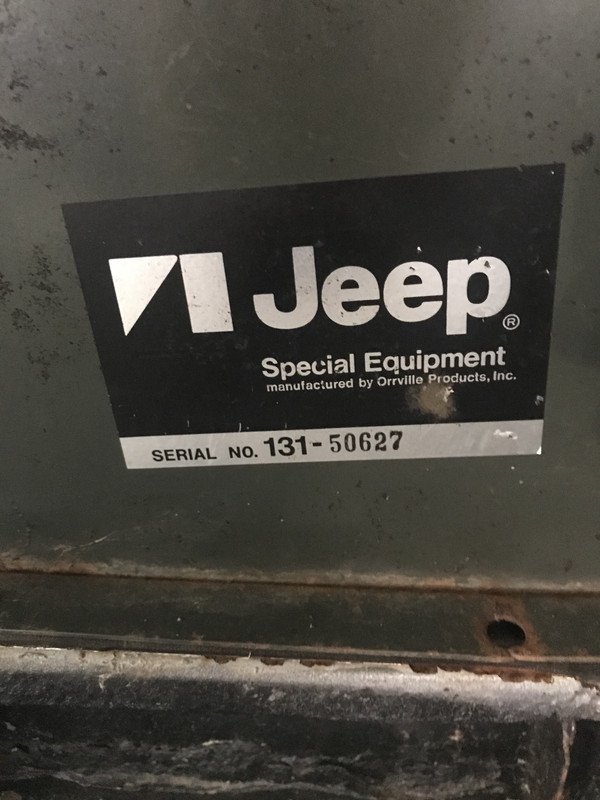 Jeep®
Special Equipment
manufactured by Orrville Products, Inc.
SERIAL NO. 131-50627